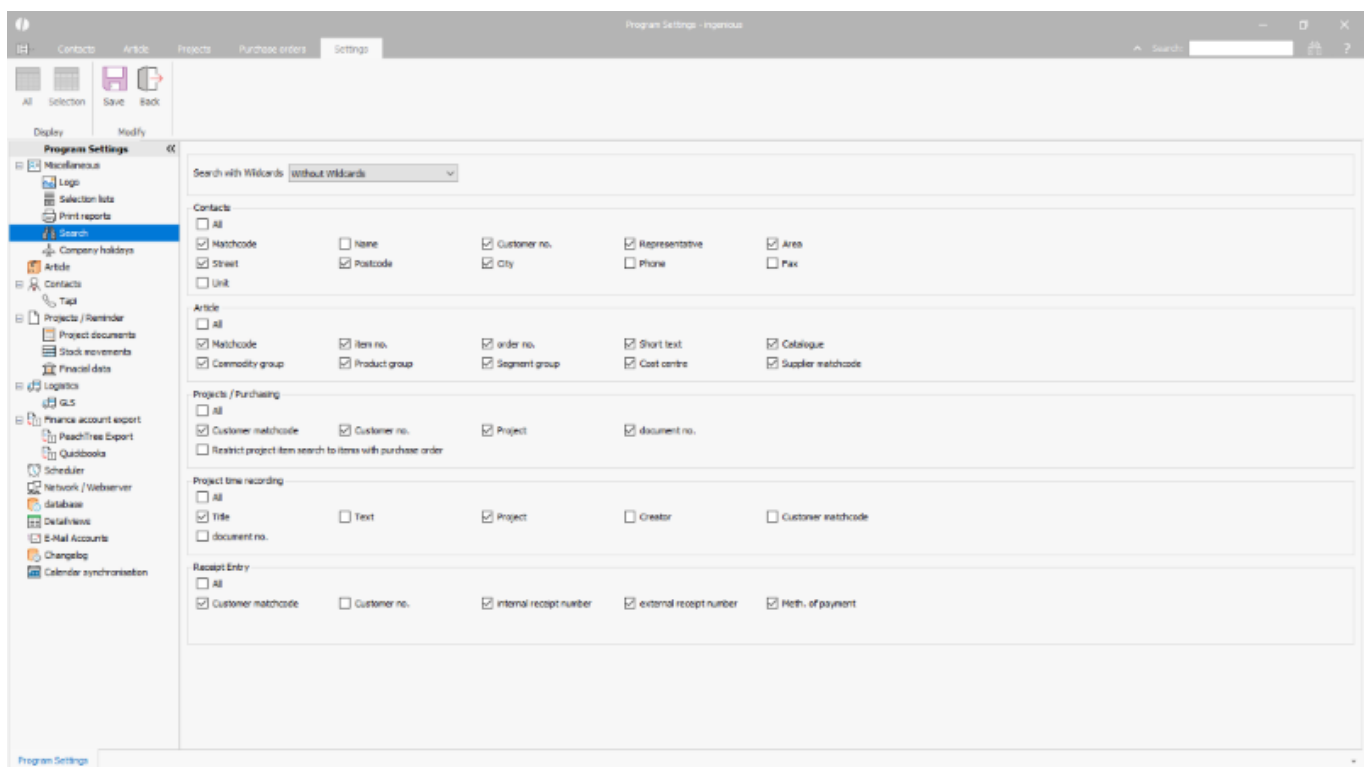 Program Settings - ingenious
Contacts Article Projects Purchase orders Settings Search: ?
All Selection Save Back
Display Modify
Program Settings «
Miscellaneous
Logo
Selection lists
Print reports
Search
Company holidays
Article
Contacts
Tapi
Projects / Reminder
Project documents
Stock movements
Finacial data
Logistics
GLS
Finance account export
PeachTree Export
Quickbooks
Scheduler
Network / Webserver
database
Detailviews
E-Mail Accounts
Changelog
Calendar synchronisation
Search with Wildcards Without Wildcards
Contacts
All
Matchcode Name Customer no. Representative Area
Street Postcode City Phone Fax
Unit
Article
All
Matchcode item no. order no. Short text Catalogue
Commodity group Product group Segment group Cost centre Supplier matchcode
Projects / Purchasing
All
Customer matchcode Customer no. Project document no.
Restrict project item search to items with purchase order
Project time recording
All
Title Text Project Creator Customer matchcode
document no.
Receipt Entry
All
Customer matchcode Customer no. internal receipt number external receipt number Meth. of payment
Program Settings